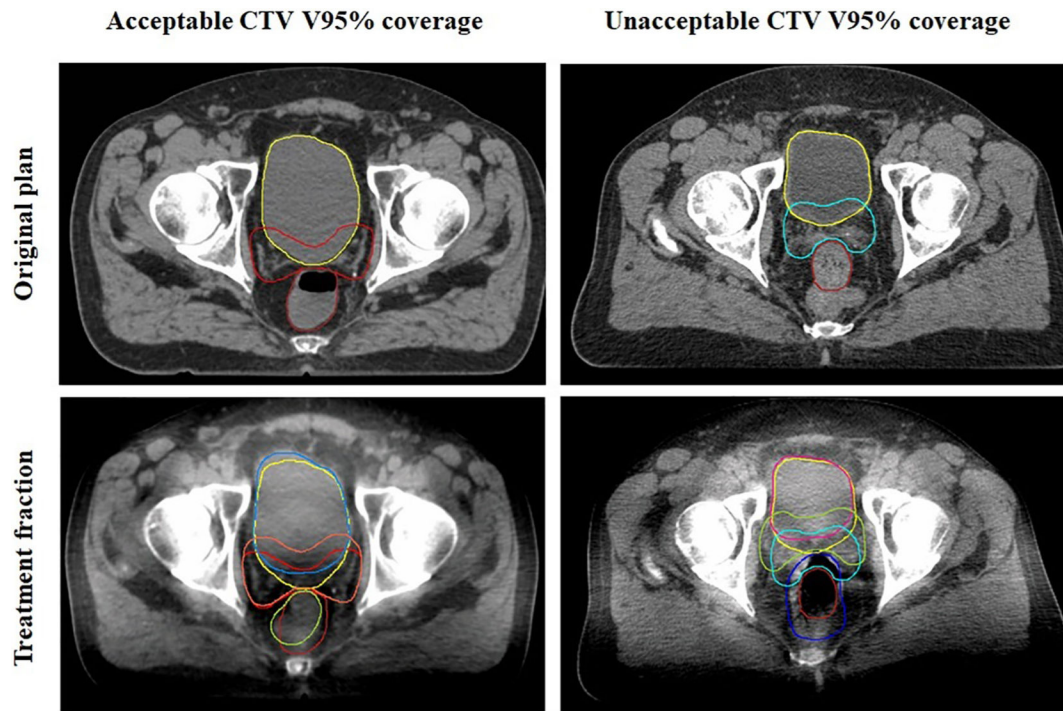 Acceptable CTV V95% coverage
Unacceptable CTV V95% coverage
Original plan
Treatment fraction